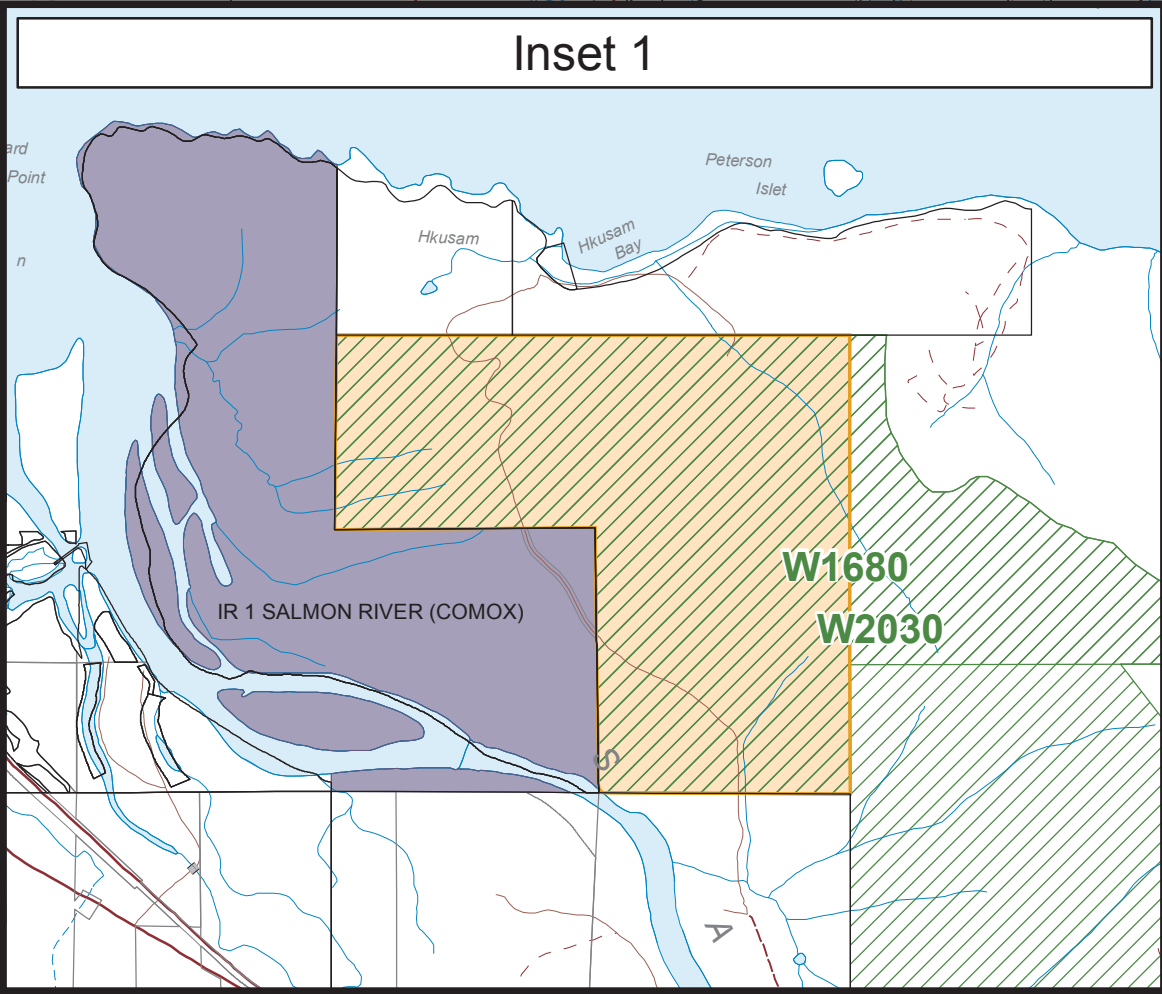 Inset 1
ard
Point
Peterson
Islet
Hkusam
Hkusam
Bay
n
W1680
IR 1 SALMON RIVER (COMOX)
W2030
S
A